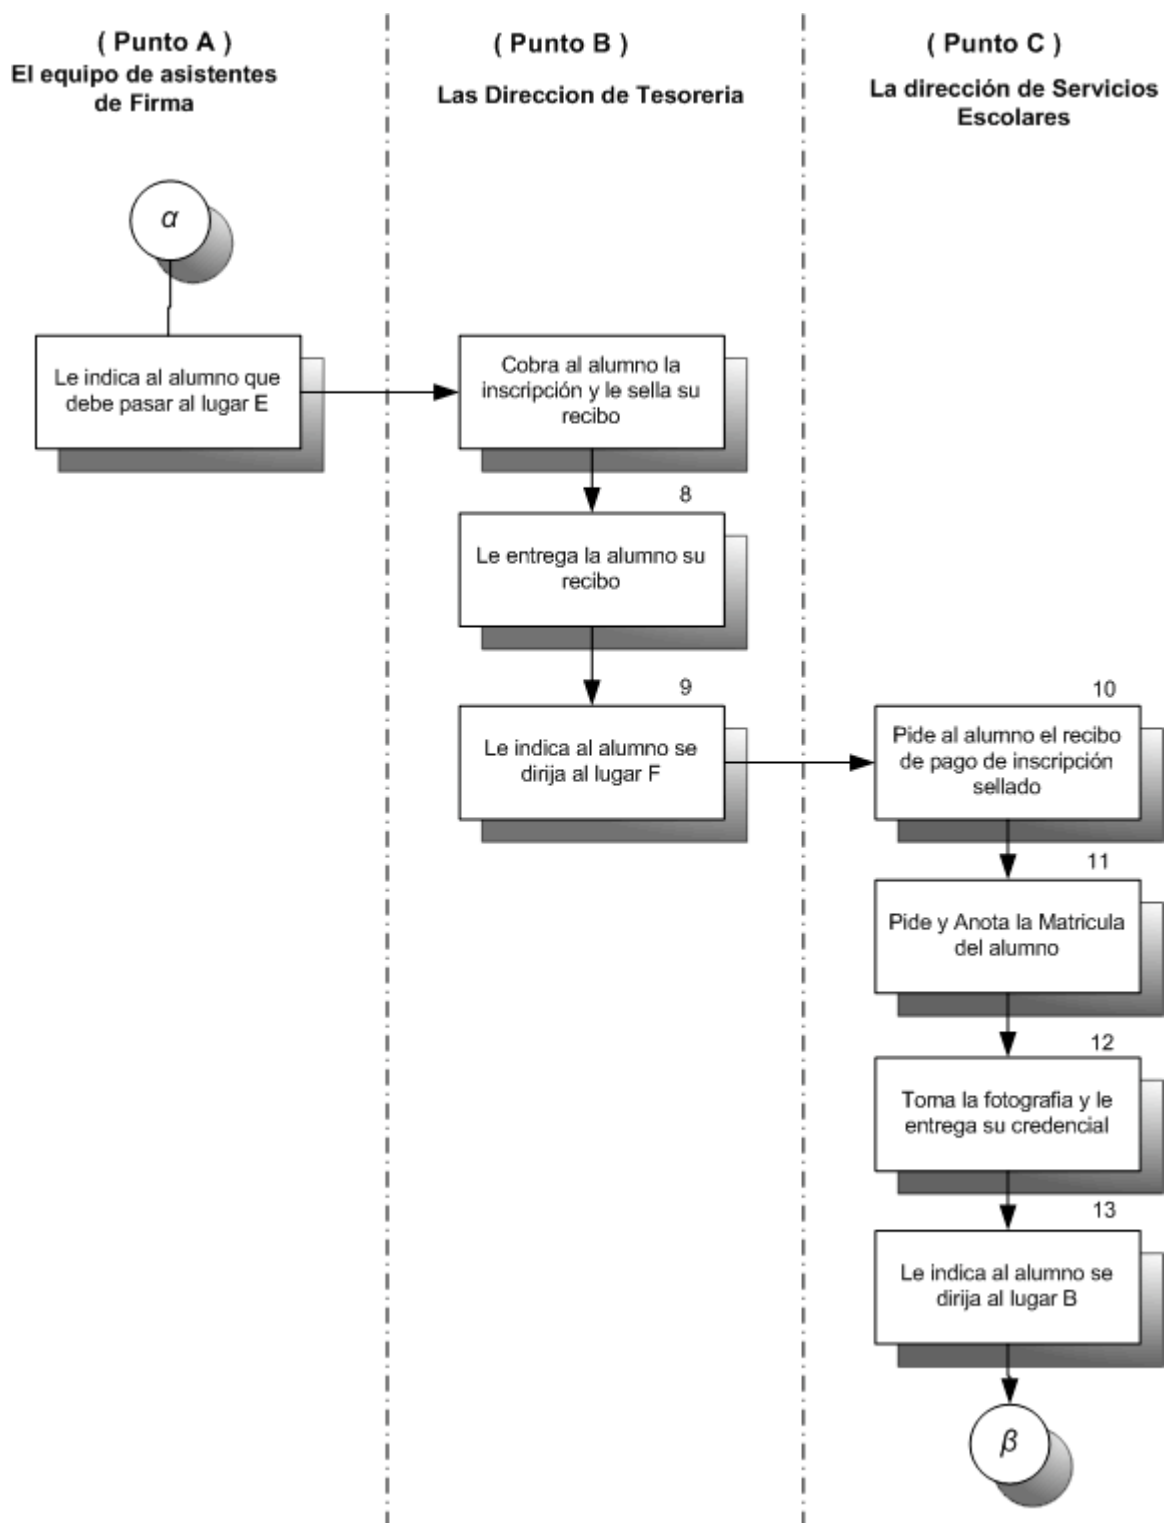 ( Punto A )
El equipo de asistentes
de Firma
( Punto B )
Las Direccion de Tesoreria
( Punto C )
La dirección de Servicios
Escolares
α
Le indica al alumno que
debe pasar al lugar E
Cobra al alumno la
inscripción y le sella su
recibo
8
Le entrega la alumno su
recibo
9
Le indica al alumno se
dirija al lugar F
10
Pide al alumno el recibo
de pago de inscripción
sellado
11
Pide y Anota la Matricula
del alumno
12
Toma la fotografia y le
entrega su credencial
13
Le indica al alumno se
dirija al lugar B
β